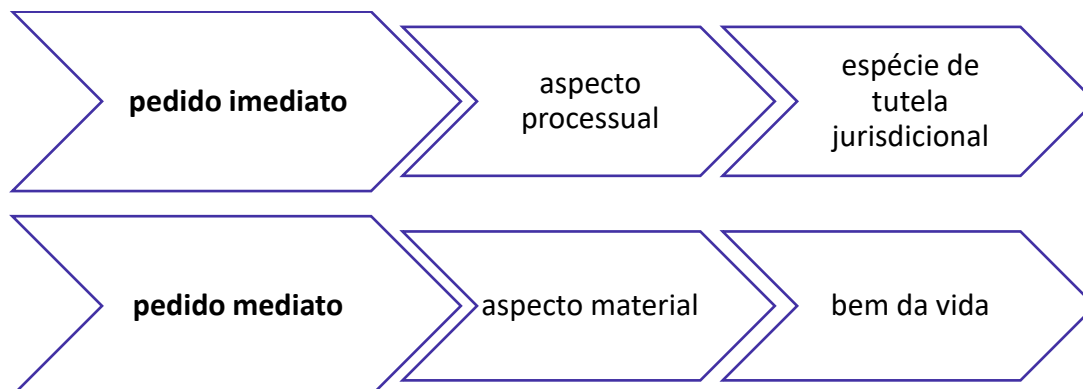 pedido imediato
aspecto
processual
espécie de
tutela
jurisdicional
pedido mediato
aspecto material
bem da vida